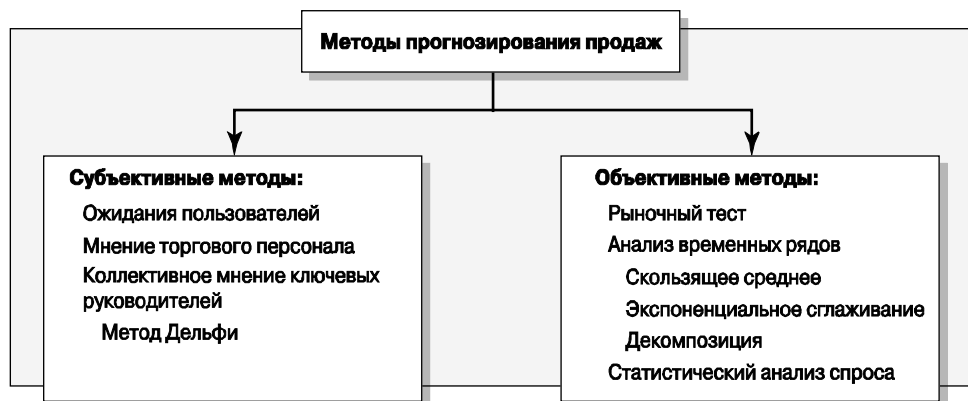 Методы прогнозирования продаж
Субъективные методы:
Ожидания пользователей
Мнение торгового персонала
Коллективное мнение ключевых
руководителей
Метод Дельфи
Объективные методы:
Рыночный тест
Анализ временных рядов
Скользящее среднее
Экспоненциальное сглаживание
Декомпозиция
Статистический анализ спроса